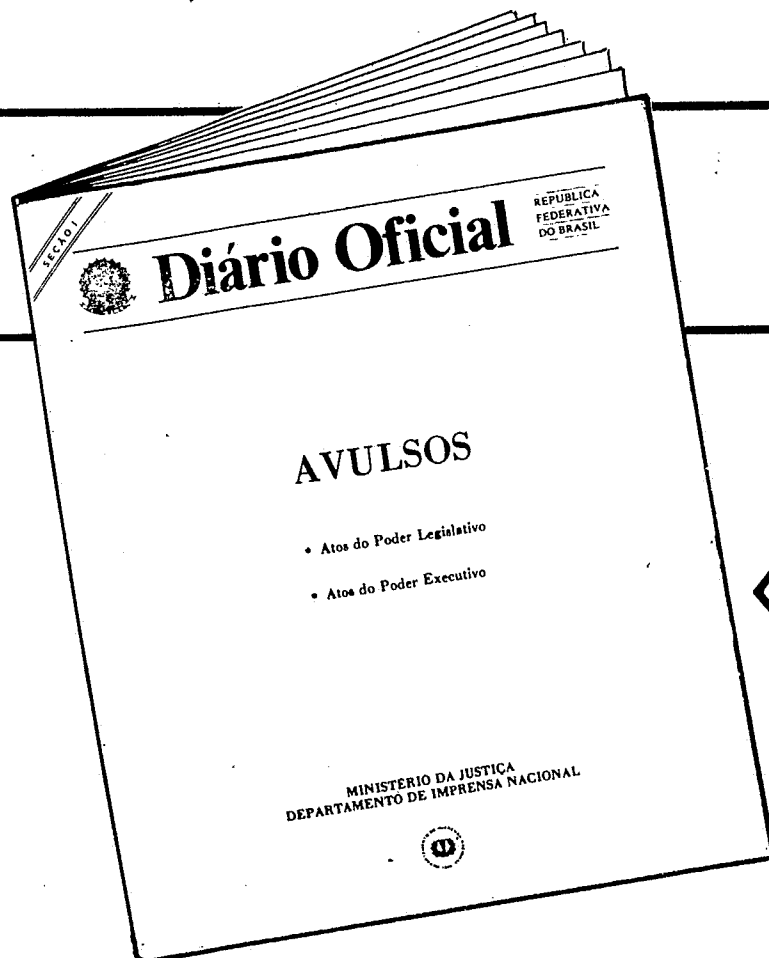 SEÇÃO I
Diário Oficial
REPÚBLICA
FEDERATIVA
DO BRASIL
AVULSOS
• Atos do Poder Legislativo
• Atos do Poder Executivo
MINISTÉRIO DA JUSTIÇA
DEPARTAMENTO DE IMPRENSA NACIONAL